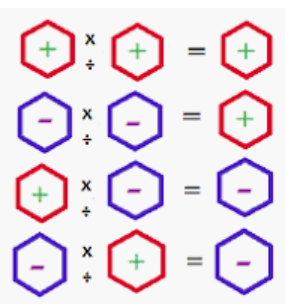 + x ÷ + = +
- x ÷ - = +
+ x ÷ - = -
- x ÷ + = -